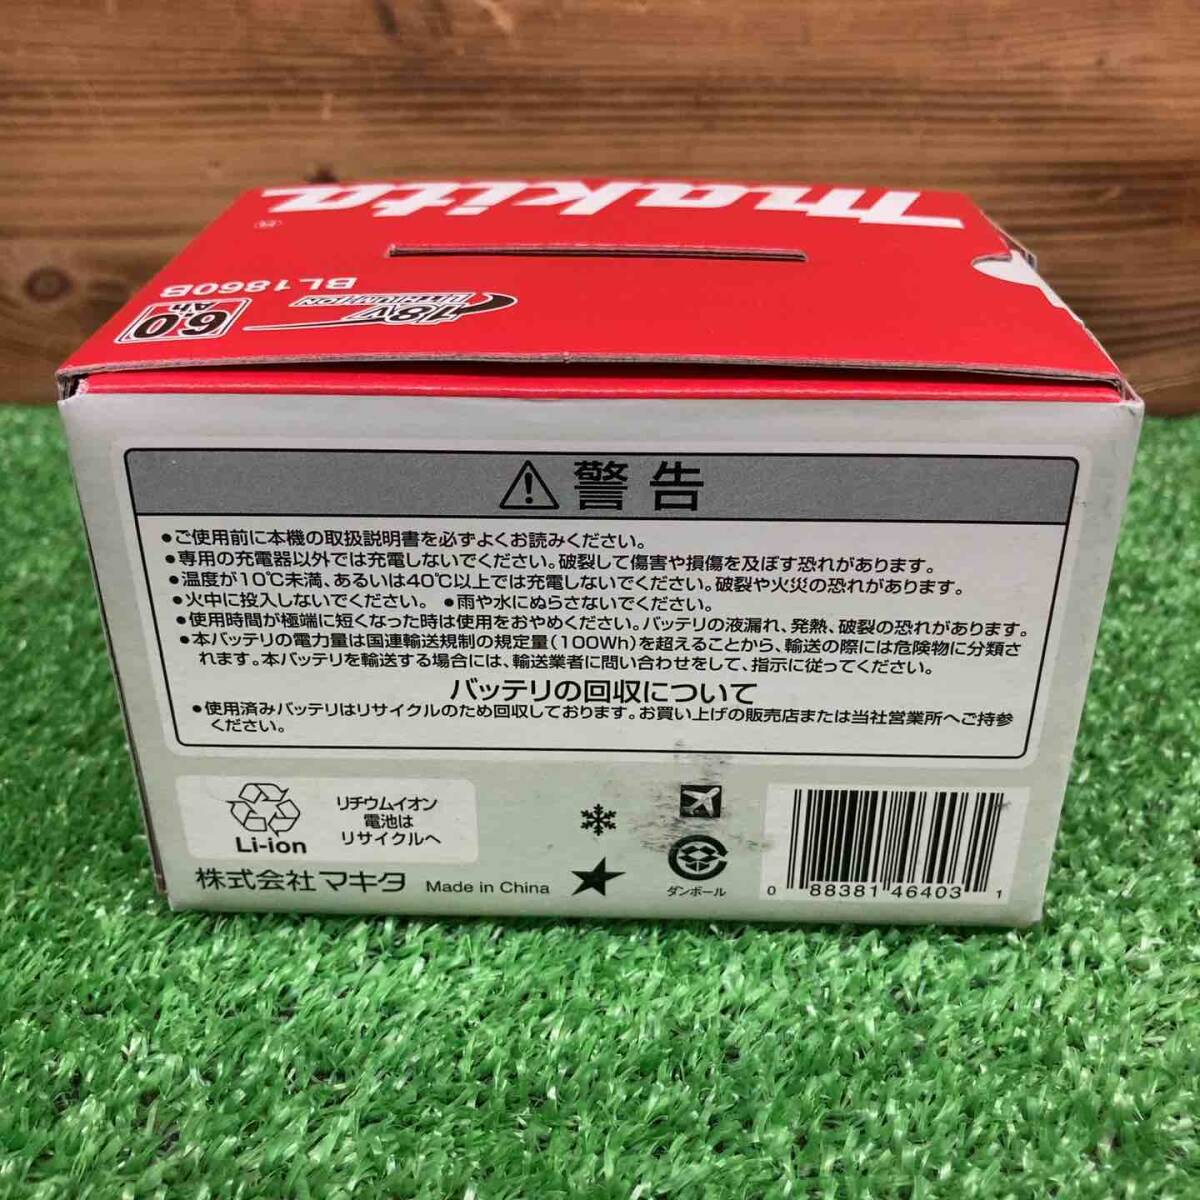 makita
BL1860B
18V
LITHIUM-ION
6.0
Ah
警告
●ご使用前に本機の取扱説明書を必ずよくお読みください。
●専用の充電器以外では充電しないでください。破裂して傷害や損傷を及ぼす恐れがあります。
●温度が10℃未満、あるいは40℃以上では充電しないでください。破裂や火災の恐れがあります。
●火中に投入しないでください。 ●雨や水にぬらさないでください。
●使用時間が極端に短くなった時は使用をおやめください。バッテリの液漏れ、発熱、破裂の恐れがあります。
●本バッテリの電力量は国連輸送規制の規定量(100Wh)を超えることから、輸送の際には危険物に分類さ
れます。本バッテリを輸送する場合には、輸送業者に問い合わせをして、指示に従ってください。
バッテリの回収について
●使用済みバッテリはリサイクルのため回収しております。お買い上げの販売店または当社営業所へご持参
ください。
Li-ion
リチウムイオン
電池は
リサイクルへ
株式会社 マキタ Made in China
ダンボール
0 88381 46403 1